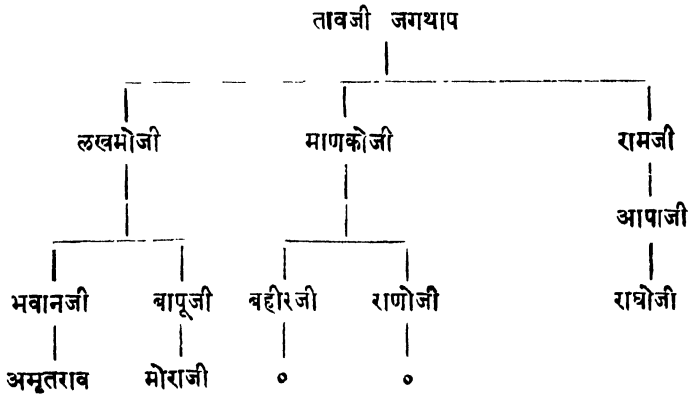 तावजी जगथाप
लखमोजी माणकोजी रामजी
आपाजी
भवानजी बापूजी बहीरजी राणोजी राघोजी
अमृतराव मोराजी ० ०